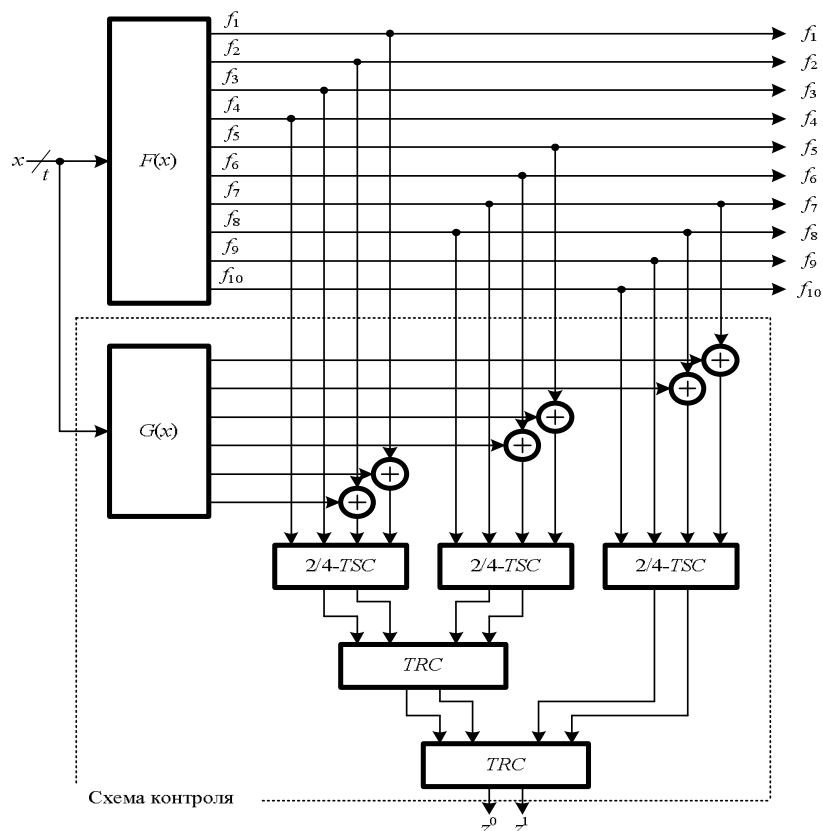 f1
f1
f2
f2
f3
f3
f4
f4
f5
f5
x
t
F(x)
f6
f6
f7
f7
f8
f8
f9
f9
f10
f10
G(x)
+
+
+
+
+
+
2/4-TSC
2/4-TSC
2/4-TSC
TRC
TRC
Схема контроля
z0
z1